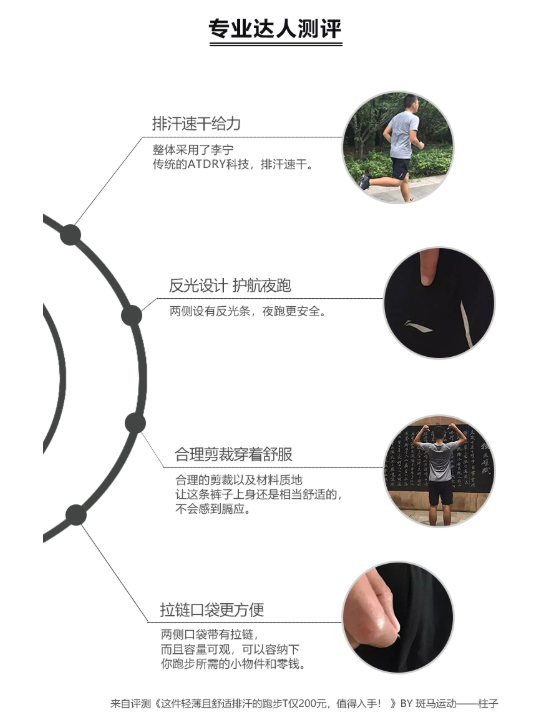 专业达人测评
排汗速干给力
整体采用了李宁
传统的ATDRY科技，排汗速干。
反光设计 护航夜跑
两侧设有反光条，夜跑更安全。
合理剪裁穿着舒服
合理的剪裁以及材料质地
让这条裤子上身还是相当舒适的，
不会感到膈应。
拉链口袋更方便
两侧口袋带有拉链，
而且容量可观，可以容纳下
你跑步所需的小物件和零钱。
来自评测《这件轻薄且舒适排汗的跑步T仅200元，值得入手！ 》BY 斑马运动——柱子